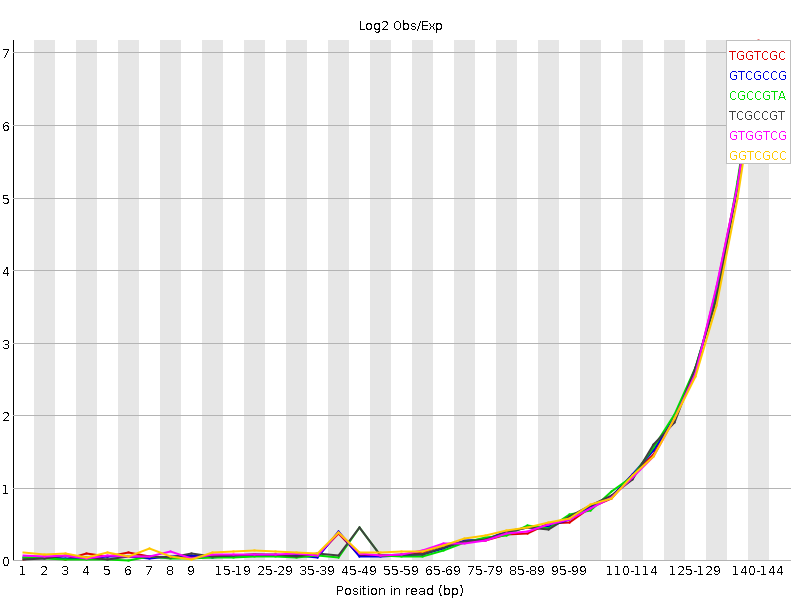 Log2 Obs/Exp
7
6
5
4
3
2
1
0
TGGTCGC
GTCGCCG
CGCCGTA
TCGCCGT
GTGGTCG
GGTCGCC
1 2 3 4 5 6 7 8 9 15-19 25-29 35-39 45-49 55-59 65-69 75-79 85-89 95-99 110-114 125-129 140-144
Position in read (bp)